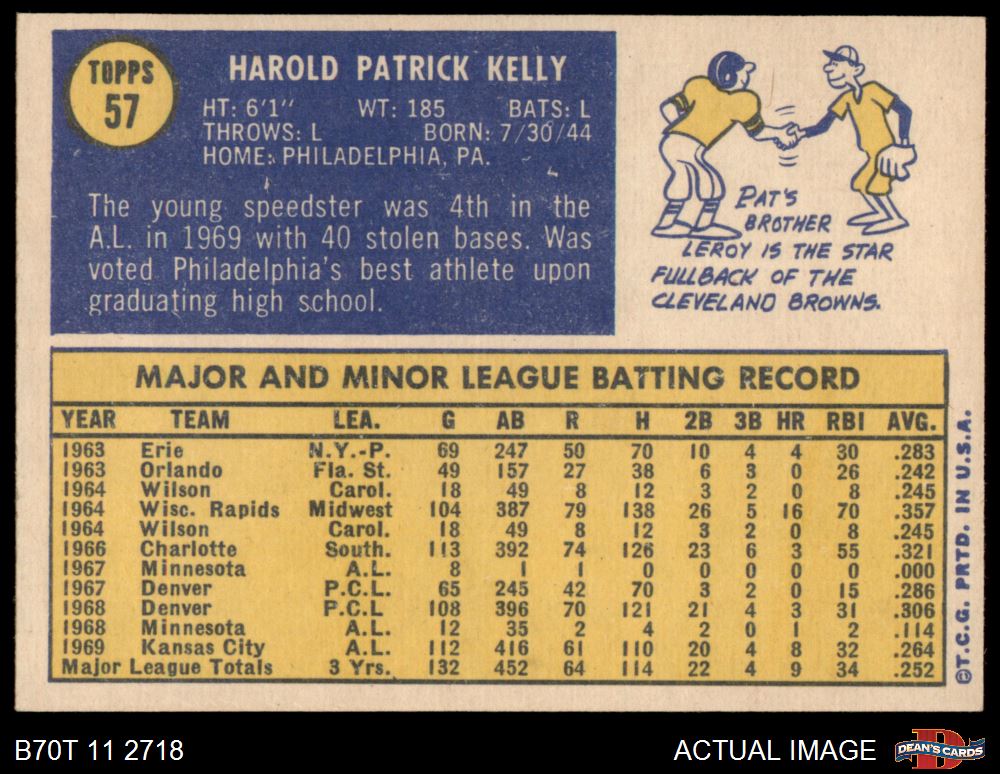 TOPPS
57
HAROLD PATRICK KELLY
HT: 6'1" WT: 185 BATS: L
THROWS: L BORN: 7/30/44
HOME: PHILADELPHIA, PA.
The young speedster was 4th in the
A.L. in 1969 with 40 stolen bases. Was
voted Philadelphia's best athlete upon
graduating high school.
PAT'S
BROTHER
LEROY IS THE STAR
FULLBACK OF THE
CLEVELAND BROWNS.
MAJOR AND MINOR LEAGUE BATTING RECORD
YEAR TEAM LEA. G AB R H 2B 3B HR RBI AVG.
1963 Erie N.Y.-P. 69 247 50 70 10 4 4 30 .283
1963 Orlando Fla. St. 49 157 27 38 6 3 0 26 .242
1964 Wilson Carol. 18 49 8 12 3 2 0 8 .245
1964 Wisc. Rapids Midwest 104 387 79 138 26 5 16 70 .357
1964 Wilson Carol. 18 49 8 12 3 2 0 8 .245
1966 Charlotte South. 113 392 74 126 23 6 3 55 .321
1967 Minnesota A.L. 8 1 1 0 0 0 0 0 .000
1967 Denver P.C.L. 65 245 42 70 3 2 0 15 .286
1968 Denver P.C.L 108 396 70 121 21 4 3 31 .306
1968 Minnesota A.L. 12 35 2 4 2 0 1 2 .114
1969 Kansas City A.L. 112 416 61 110 20 4 8 32 .264
Major League Totals 3 Yrs. 132 452 64 114 22 4 9 34 .252
©T.C.G. PRTD. IN U.S.A.
B70T 11 2718 ACTUAL IMAGE
DEAN'S CARDS